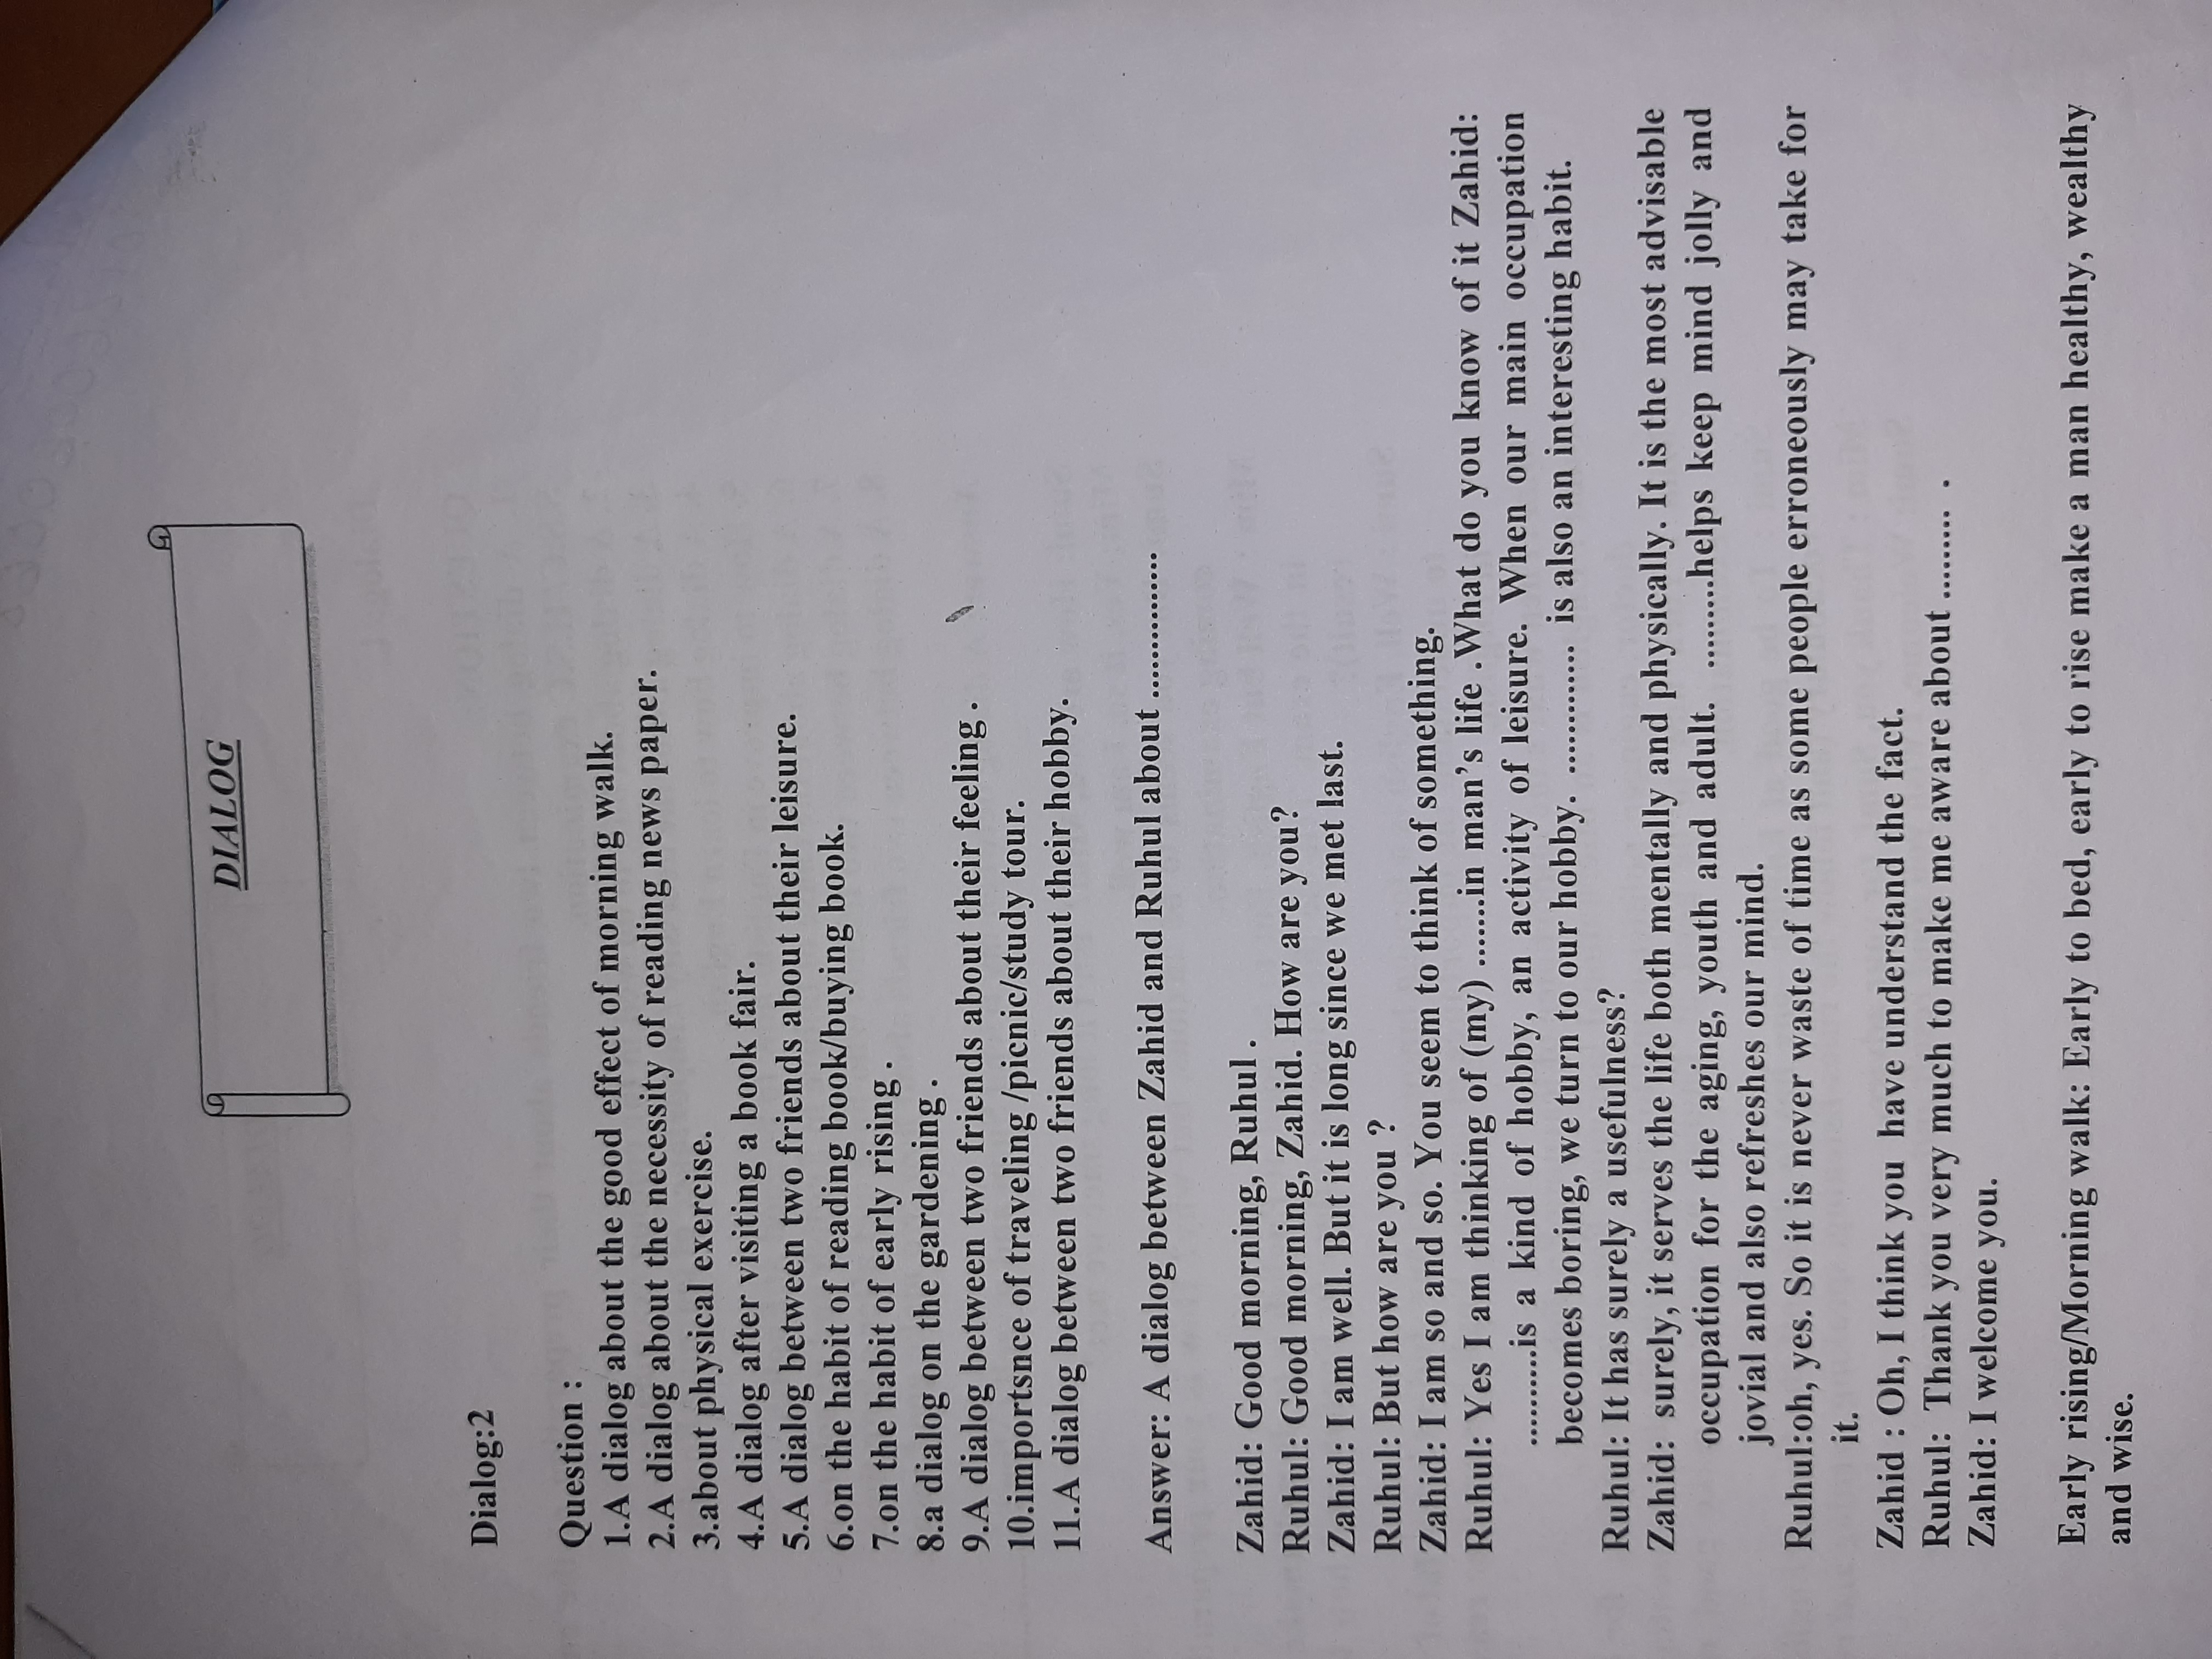 DIALOG
Dialog:2
Question :
1.A dialog about the good effect of morning walk.
2.A dialog about the necessity of reading news paper.
3.about physical exercise.
4.A dialog after visiting a book fair.
5.A dialog between two friends about their leisure.
6.on the habit of reading book/buying book.
7.on the habit of early rising .
8.a dialog on the gardening .
9.A dialog between two friends about their feeling .
10.importsnce of traveling /picnic/study tour.
11.A dialog between two friends about their hobby.
Answer: A dialog between Zahid and Ruhul about ...............
Zahid: Good morning, Ruhul .
Ruhul: Good morning, Zahid. How are you?
Zahid: I am well. But it is long since we met last.
Ruhul: But how are you ?
Zahid: I am so and so. You seem to think of something.
Ruhul: Yes I am thinking of (my) .......in man's life .What do you know of it Zahid:
..........is a kind of hobby, an activity of leisure. When our main occupation
becomes boring, we turn to our hobby. ............. is also an interesting habit.
Ruhul: It has surely a usefulness?
Zahid: surely, it serves the life both mentally and physically. It is the most advisable
occupation for the aging, youth and adult. .........helps keep mind jolly and
jovial and also refreshes our mind.
Ruhul:oh, yes. So it is never waste of time as some people erroneously may take for
it.
Zahid : Oh, I think you have understand the fact.
Ruhul: Thank you very much to make me aware about ......... .
Zahid: I welcome you.
Early rising/Morning walk: Early to bed, early to rise make a man healthy, wealthy
and wise.